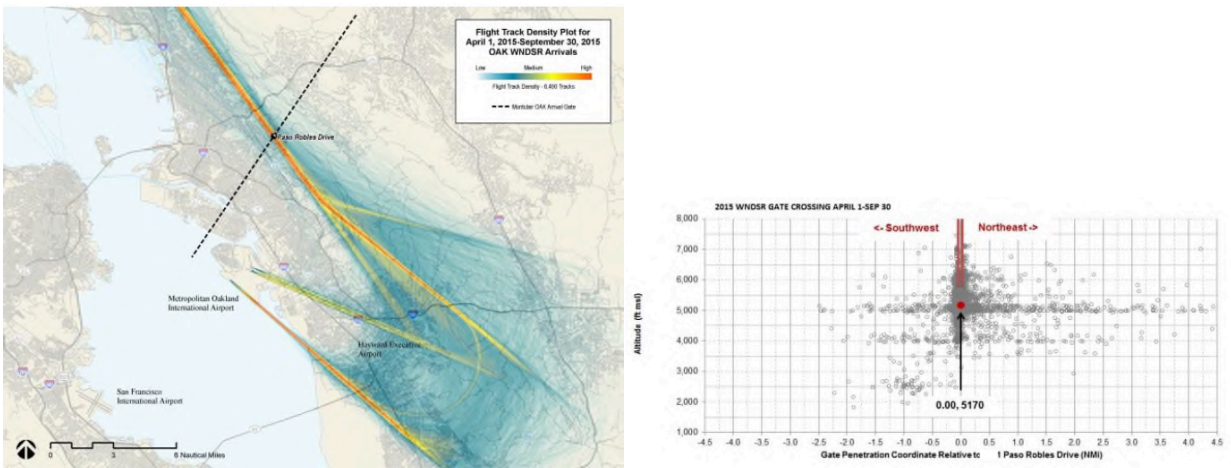 Flight Track Density Plot for
April 1, 2015-September 30, 2015
OAK WNDSR Arrivals
Low Medium High
Flight Track Density - 8,490 Tracks
Montclair OAK Arrival Gate
Paso Robles Drive
Metropolitan Oakland
International Airport
Hayward Executive
Airport
San Francisco
International Airport
0 3 6 Nautical Miles
2015 WNDSR GATE CROSSING APRIL 1-SEP 30
<- Southwest Northeast ->
8,000
7,000
6,000
5,000
4,000
3,000
2,000
1,000
Altitude (ft msl)
0.00, 5170
-4.5 -4.0 -3.5 -3.0 -2.5 -2.0 -1.5 -1.0 -0.5 0.0 0.5 1.0 1.5 2.0 2.5 3.0 3.5 4.0 4.5
Gate Penetration Coordinate Relative to 1 Paso Robles Drive (NMi)